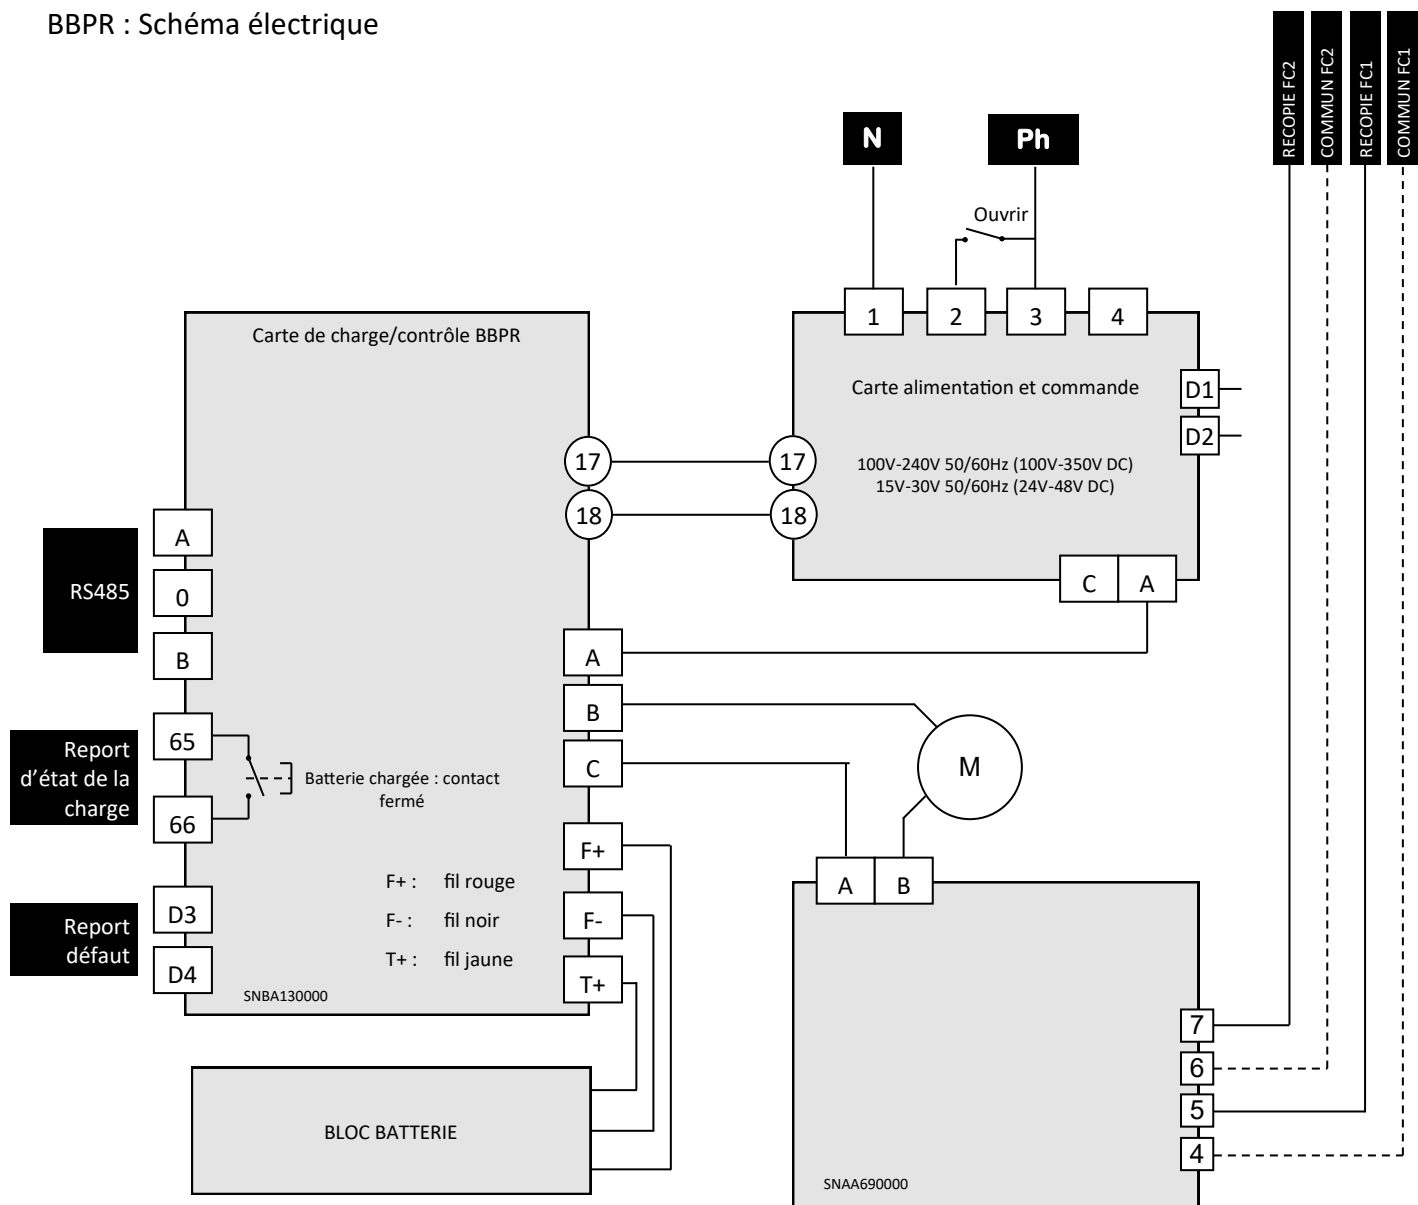 BBPR : Schéma électrique
RECOPIE FC2
COMMUN FC2
RECOPIE FC1
COMMUN FC1
N
Ph
Ouvrir
1
2
3
4
Carte alimentation et commande
100V-240V 50/60Hz (100V-350V DC)
15V-30V 50/60Hz (24V-48V DC)
D1
D2
17
18
C
A
Carte de charge/contrôle BBPR
17
18
RS485
A
0
B
A
B
C
M
Report
d'état de la
charge
65
66
Batterie chargée : contact
fermé
F+ : fil rouge
F- : fil noir
T+ : fil jaune
F+
F-
T+
Report
défaut
D3
D4
SNBA130000
BLOC BATTERIE
A
B
7
6
5
4
SNAA690000